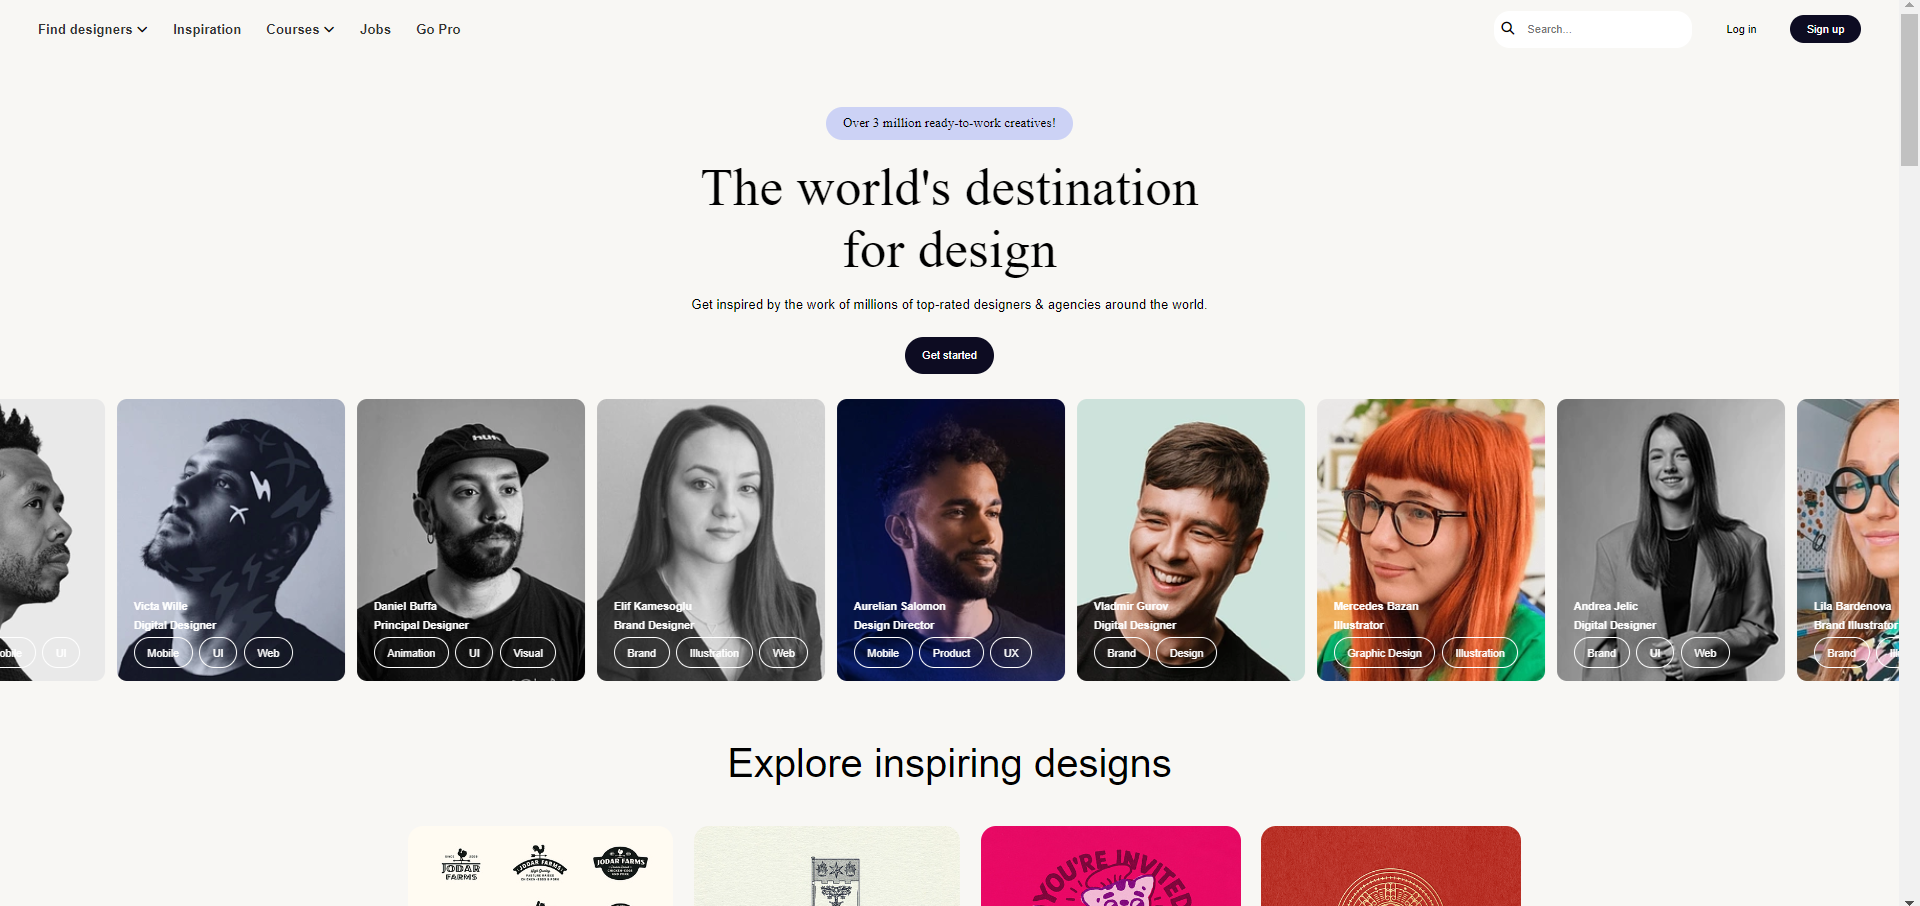 Find designers
Inspiration
Courses
Jobs
Go Pro
Search...
Log in
Sign up
Over 3 million ready-to-work creatives!
The world's destination
for design
Get inspired by the work of millions of top-rated designers & agencies around the world.
Get started
UI
Victa Wille
Digital Designer
Mobile UI Web
Daniel Buffa
Principal Designer
Animation UI Visual
Elif Kamesoglu
Brand Designer
Brand Illustration Web
Aurelian Salomon
Design Director
Mobile Product UX
Vladmir Gurov
Digital Designer
Brand Design
Mercedes Bazan
Illustrator
Graphic Design Illustration
Andrea Jelic
Digital Designer
Brand UI Web
Lila Bardenova
Brand Illustrator
Brand
Explore inspiring designs
JODAR
FARMS
JODAR FARMS
JODAR FARMS
YOU'RE INVITED